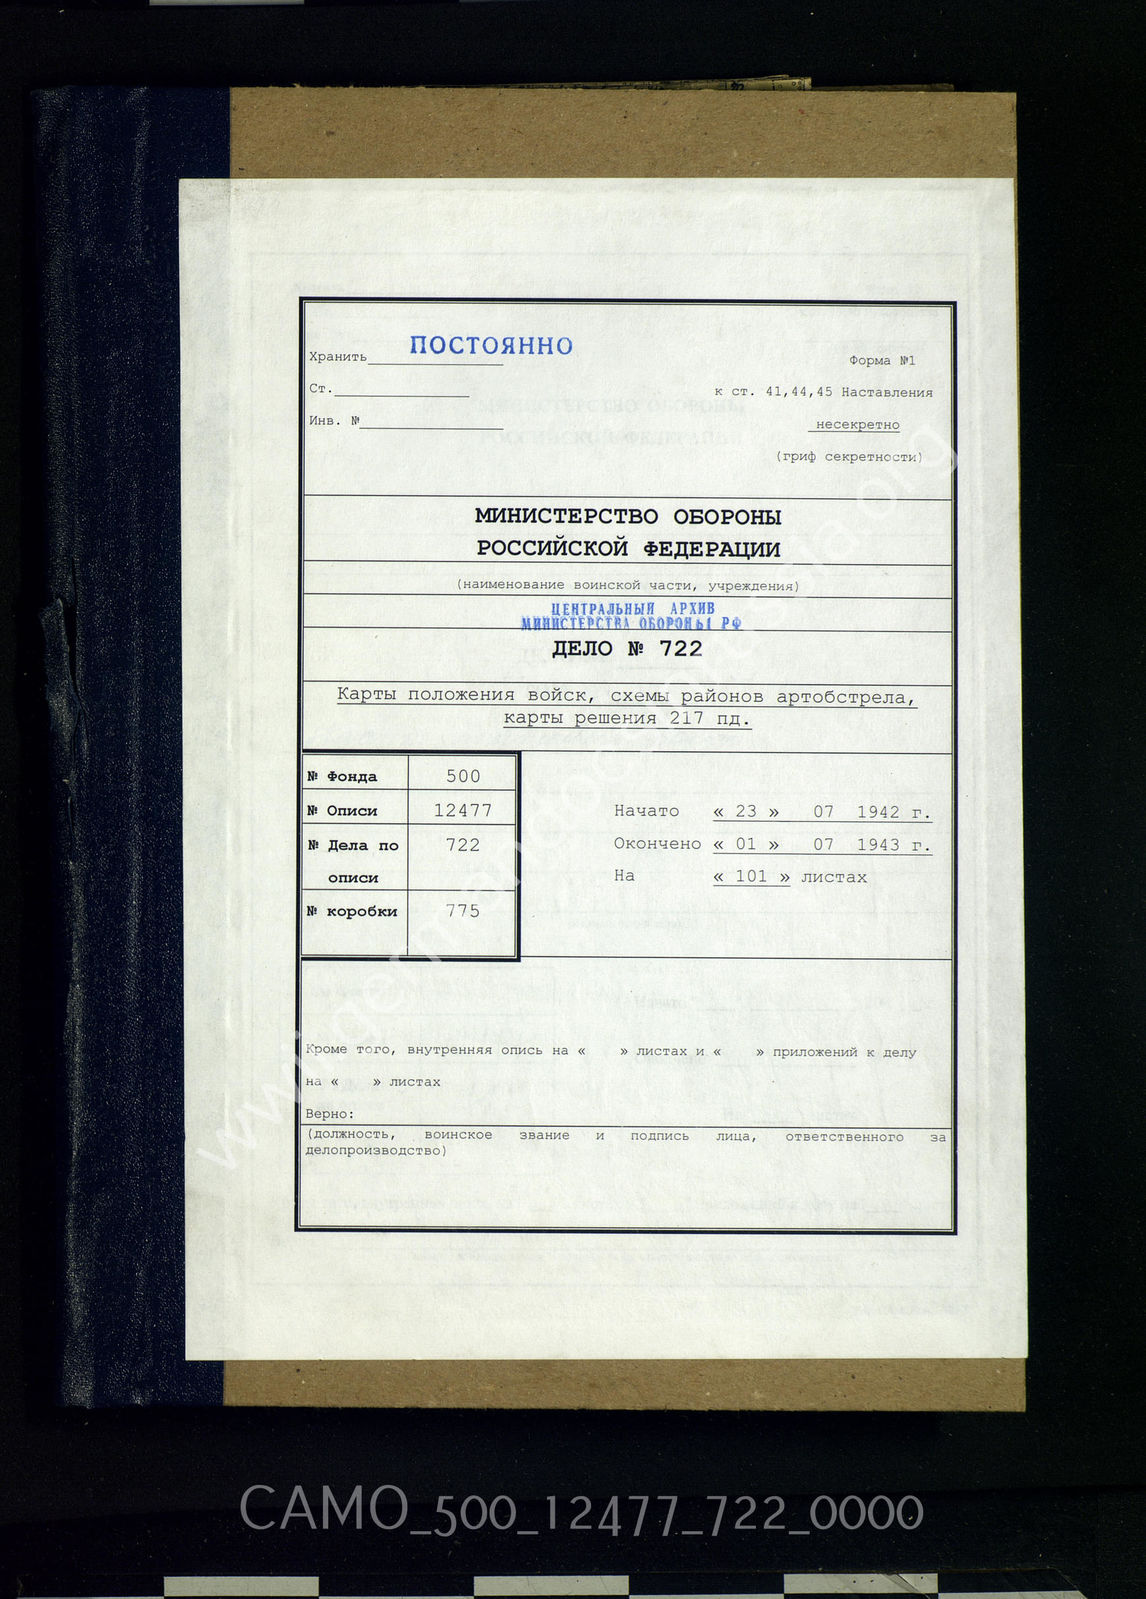 Хранить ПОСТОЯННО
Форма №1
Ст.
к ст. 41,44,45 Наставления
Инв. №
несекретно
(гриф секретности)
МИНИСТЕРСТВО ОБОРОНЫ
РОССИЙСКОЙ ФЕДЕРАЦИИ
(наименование воинской части, учреждения)
ЦЕНТРАЛЬНЫЙ АРХИВ
МИНИСТЕРСТВА ОБОРОНЫ РФ
ДЕЛО № 722
Карты положения войск, схемы районов артобстрела,
карты решения 217 пд.
№ Фонда 500
№ Описи 12477
№ Дела по 722
описи
№ коробки 775
Начато « 23 » 07 1942 г.
Окончено « 01 » 07 1943 г.
На « 101 » листах
Кроме того, внутренняя опись на « » листах и « » приложений к делу
на « » листах
Верно:
(должность, воинское звание и подпись лица, ответственного за
делопроизводство)
CAMO_500_12477_722_0000